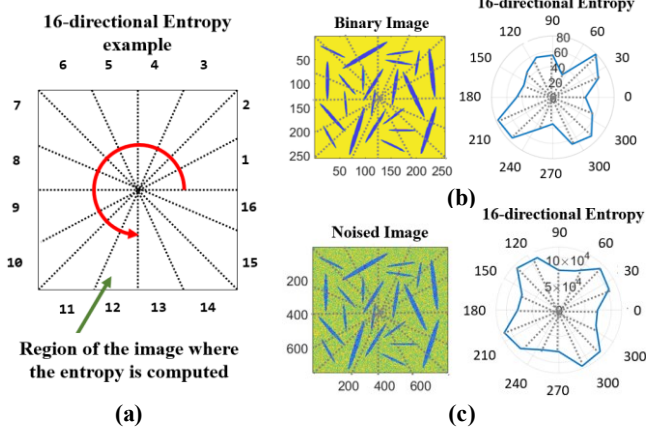 16-directional Entropy
example
6 5 4 3
7 2
8 1
9 16
10 15
11 12 13 14
Region of the image where
the entropy is computed
(a)
Binary Image
50
100
150
200
250
50 100 150 200 250
16-directional Entropy
90
120 60
150 30
180 0
210
240 300
270 300
80
60
40
20
0
(b)
Noised Image
200
400
600
200 400 600
16-directional Entropy
90
120 60
150 30
180 0
210 300
240 300
270
10 × 10⁴
5 × 10⁴
0
(c)